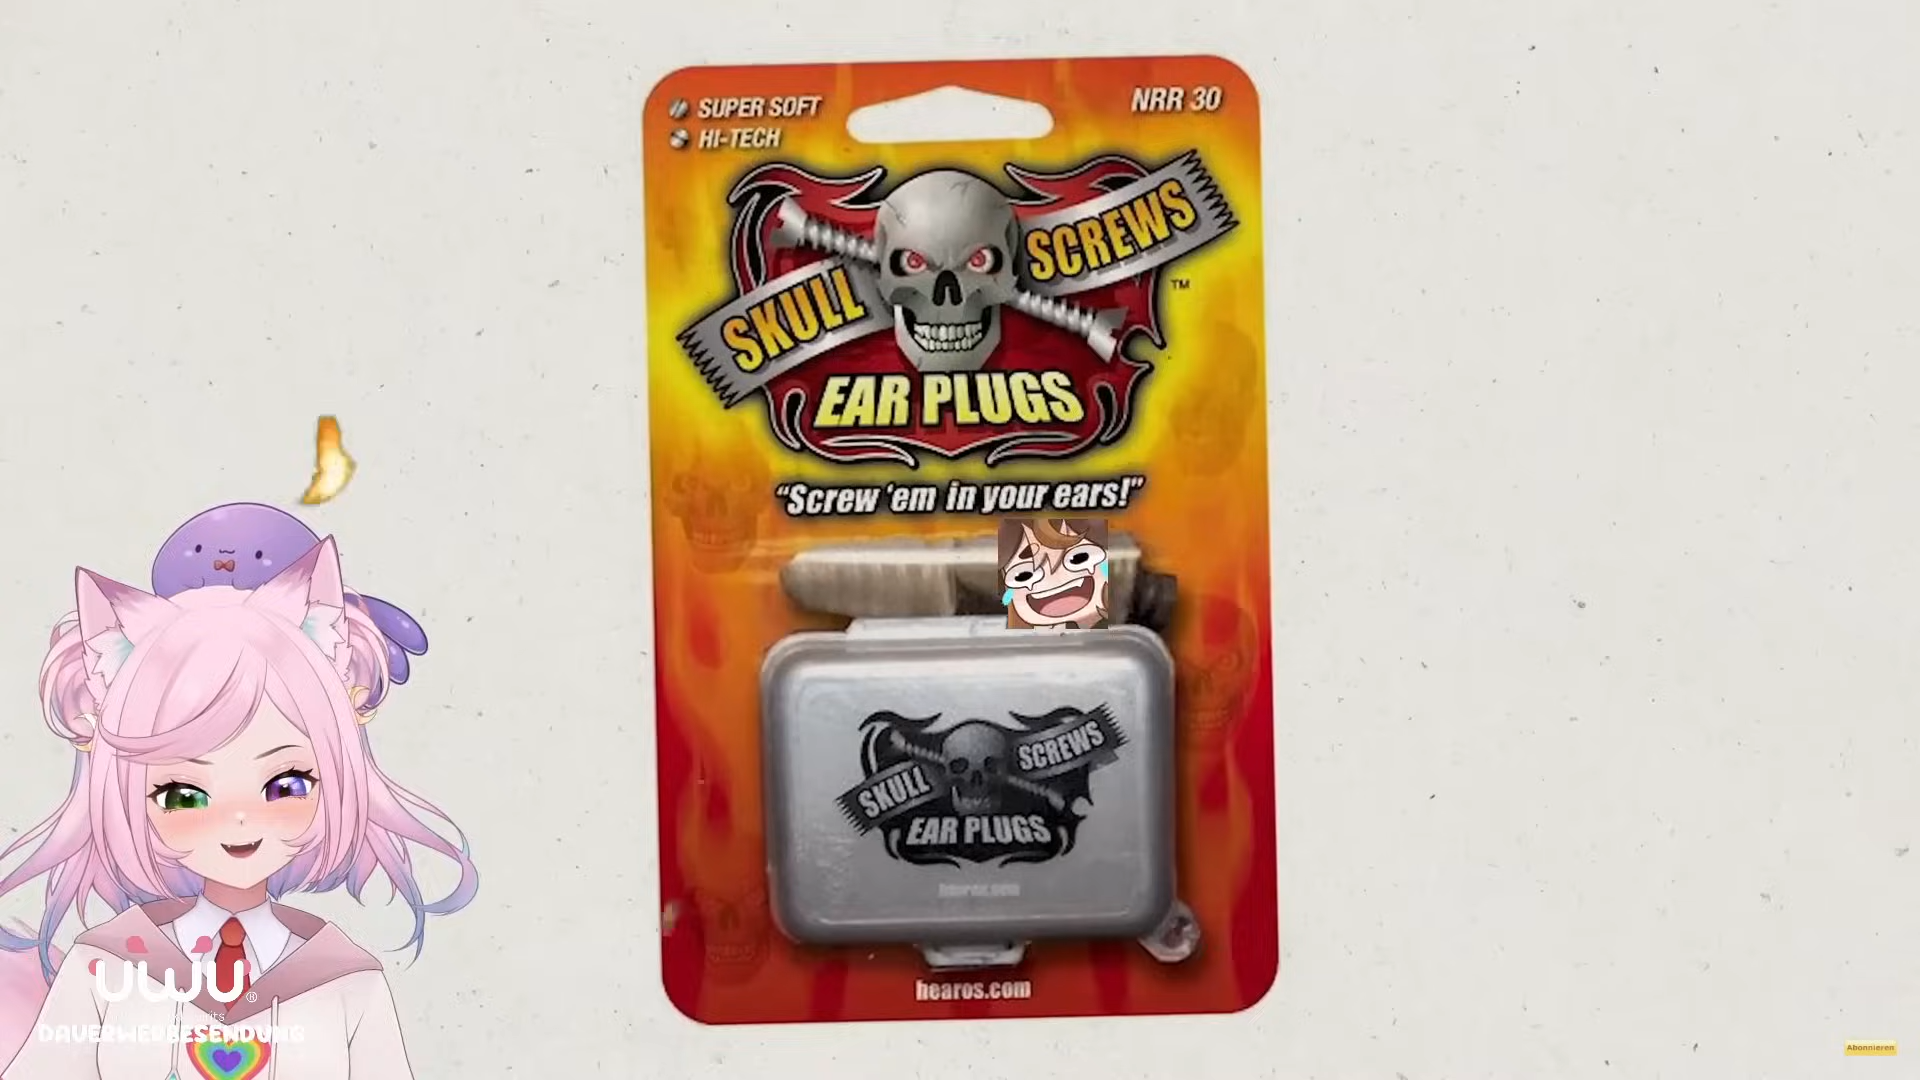 SUPER SOFT
HI-TECH
NRR 30
SKULL
SCREWS
™
EAR PLUGS
"Screw 'em in your ears!"
SKULL
SCREWS
EAR PLUGS
hearos.com
hearos.com
UWU
DAUERWERBESENDUNG
Abonnieren